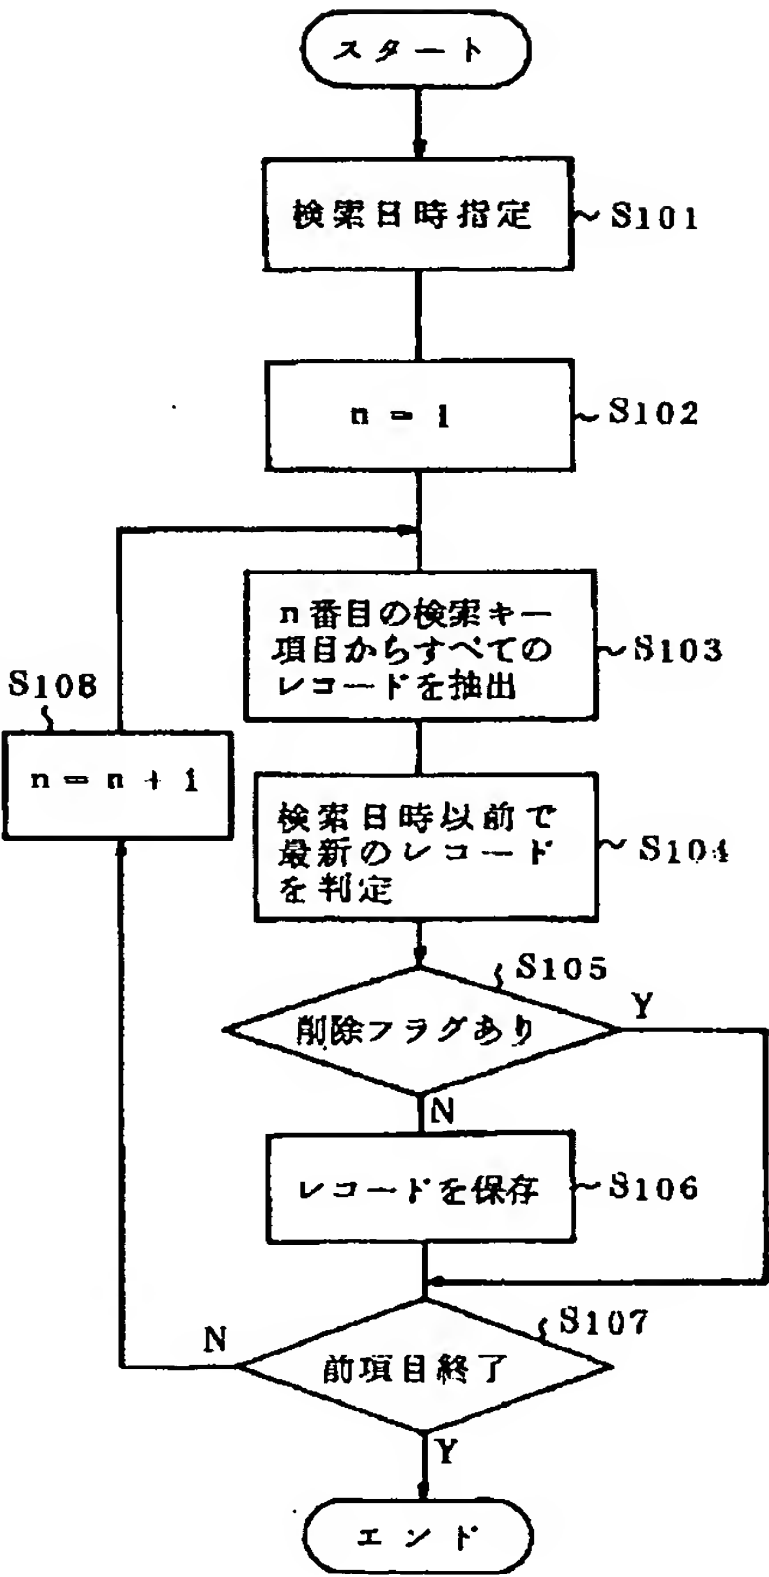 スタート
検索日時指定
S101
n = 1
S102
n番目の検索キー
項目からすべての
レコードを抽出
S103
S108
n = n + 1
検索日時以前で
最新のレコード
を判定
S104
S105
削除フラグあり
Y
N
レコードを保存
S106
S107
N
前項目終了
Y
エンド